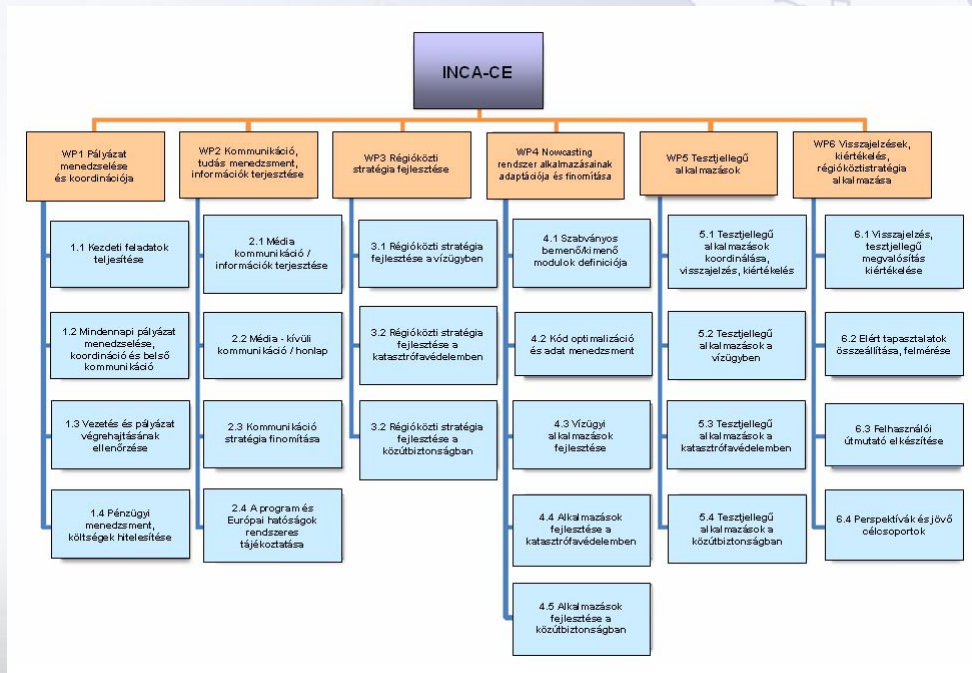 INCA-CE
WP1 Pályázat
menedzselése
és koordinációja
1.1 Kezdeti feladatok
teljesítése
1.2 Mindennapi pályázat
menedzselése,
koordináció és belső
kommunikáció
1.3 Vezetés és pályázat
végrehajtásának
ellenőrzése
1.4 Pénzügyi
menedzsment,
költségek hitelesítése
WP2 Kommunikáció,
tudás menedzsment,
információk terjesztése
2.1 Média
kommunikáció /
információk terjesztése
2.2 Média - kívüli
kommunikáció / honlap
2.3 Kommunikáció
stratégia finomítása
2.4 A program és
Európai hatóságok
rendszeres
tájékoztatása
WP3 Régióközti
stratégia fejlesztése
3.1 Régióközti stratégia
fejlesztése a vízügyben
3.2 Régióközti stratégia
fejlesztése a
katasztrófavédelemben
3.2 Régióközti stratégia
fejlesztése a
közútbiztonságban
WP4 Nowcasting
rendszer alkalmazásainak
adaptációja és finomítása
4.1 Szabványos
bemenő/kimenő
modulok definiciója
4.2 Kód optimalizáció
és adat menedzsment
4.3 Vízügyi
alkalmazások
fejlesztése
4.4 Alkalmazások
fejlesztése a
katasztrófavédelemben
4.5 Alkalmazások
fejlesztése a
közútbiztonságban
WP5 Tesztjellegű
alkalmazások
5.1 Tesztjellegű
alkalmazások
koordinálása,
visszajelzés, kiértékelés
5.2 Tesztjellegű
alkalmazások a
vízügyben
5.3 Tesztjellegű
alkalmazások a
katasztrófavédelemben
5.4 Tesztjellegű
alkalmazások a
közútbiztonságban
WP6 Visszajelzések,
kiértékelés,
régióköztistratégia
alkalmazása
6.1 Visszajelzés,
tesztjellegű
megvalósítás
kiértékelése
6.2 Elért tapasztalatok
összeállítása, felmérése
6.3 Felhasználói
útmutató elkészítése
6.4 Perspektívák és jövő
célcsoportok